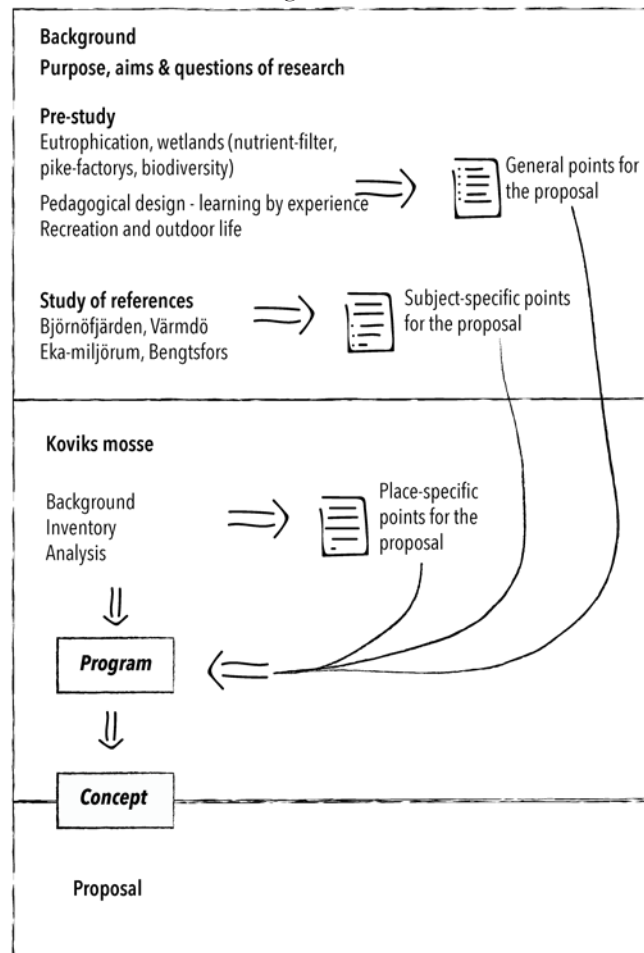 Background
Purpose, aims & questions of research
Pre-study
Eutrophication, wetlands (nutrient-filter,
pike-factorys, biodiversity)
Pedagogical design - learning by experience
Recreation and outdoor life
General points for
the proposal
Study of references
Björnöfjärden, Värmdö
Eka-miljörum, Bengtsfors
Subject-specific points
for the proposal
Koviks mosse
Background
Inventory
Analysis
Place-specific
points for the
proposal
Program
Concept
Proposal